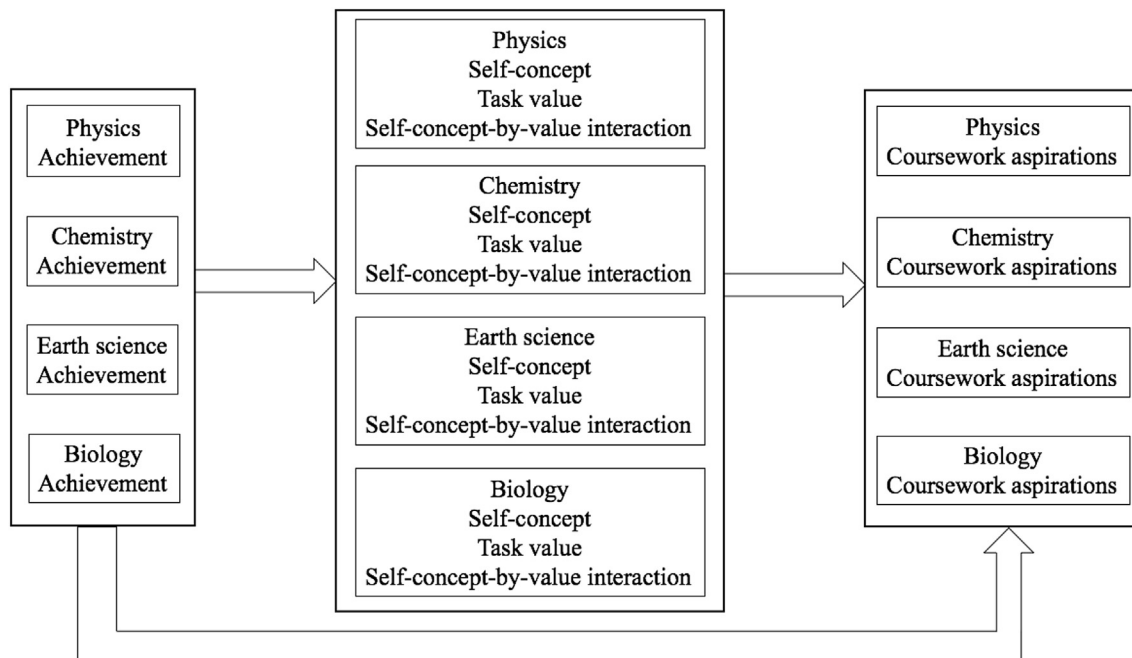 Physics
Achievement
Chemistry
Achievement
Earth science
Achievement
Biology
Achievement
Physics
Self-concept
Task value
Self-concept-by-value interaction
Chemistry
Self-concept
Task value
Self-concept-by-value interaction
Earth science
Self-concept
Task value
Self-concept-by-value interaction
Biology
Self-concept
Task value
Self-concept-by-value interaction
Physics
Coursework aspirations
Chemistry
Coursework aspirations
Earth science
Coursework aspirations
Biology
Coursework aspirations